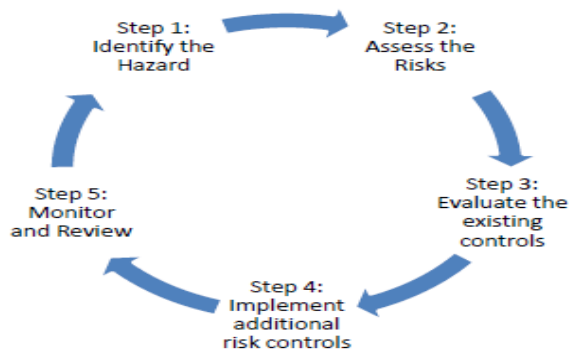 Step 1:
Identify the
Hazard
Step 2:
Assess the
Risks
Step 3:
Evaluate the
existing
controls
Step 4:
Implement
additional
risk controls
Step 5:
Monitor
and Review